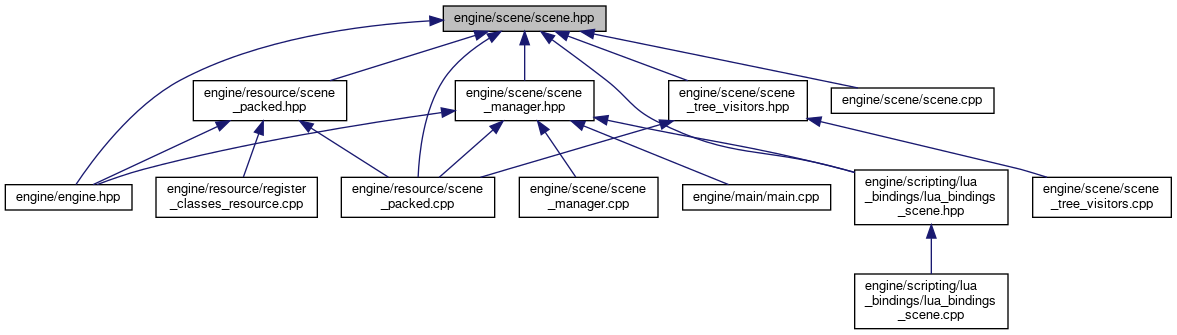 engine/scene/scene.hpp
engine/resource/scene
_packed.hpp
engine/scene/scene
_manager.hpp
engine/scene/scene
_tree_visitors.hpp
engine/scene/scene.cpp
engine/engine.hpp
engine/resource/register
_classes_resource.cpp
engine/resource/scene
_packed.cpp
engine/scene/scene
_manager.cpp
engine/main/main.cpp
engine/scripting/lua
_bindings/lua_bindings
_scene.hpp
engine/scene/scene
_tree_visitors.cpp
engine/scripting/lua
_bindings/lua_bindings
_scene.cpp